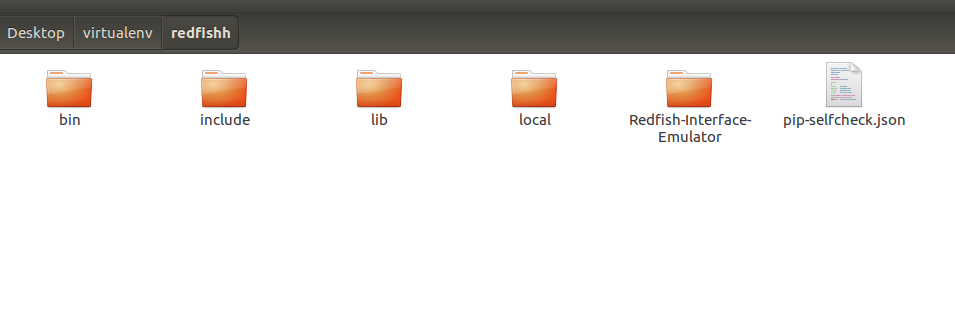 Desktop
virtualenv
redfishh
bin
include
lib
local
Redfish-Interface-
Emulator
pip-selfcheck.json